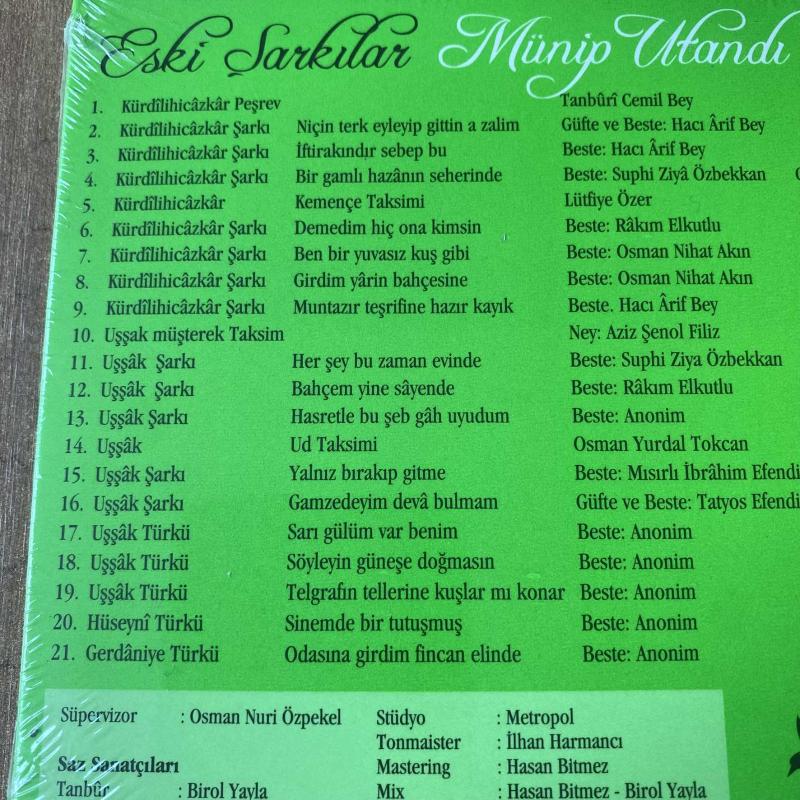 Eski Şarkılar Münip Utandı
1. Kürdîlihicâzkâr Peşrev Tanbûrî Cemil Bey
2. Kürdîlihicâzkâr Şarkı Niçin terk eyleyip gittin a zalim Güfte ve Beste: Hacı Ârif Bey
3. Kürdîlihicâzkâr Şarkı İftirakındır sebep bu Beste: Hacı Ârif Bey
4. Kürdîlihicâzkâr Şarkı Bir gamlı hazânın seherinde Beste: Suphi Ziyâ Özbekkan
5. Kürdîlihicâzkâr Kemençe Taksimi Lütfiye Özer
6. Kürdîlihicâzkâr Şarkı Demedim hiç ona kimsin Beste: Râkım Elkutlu
7. Kürdîlihicâzkâr Şarkı Ben bir yuvasız kuş gibi Beste: Osman Nihat Akın
8. Kürdîlihicâzkâr Şarkı Girdim yârin bahçesine Beste: Osman Nihat Akın
9. Kürdîlihicâzkâr Şarkı Muntazır teşrifine hazır kayık Beste. Hacı Ârif Bey
10. Uşşak müşterek Taksim Ney: Aziz Şenol Filiz
11. Uşşâk Şarkı Her şey bu zaman evinde Beste: Suphi Ziya Özbekkan
12. Uşşâk Şarkı Bahçem yine sâyende Beste: Râkım Elkutlu
13. Uşşâk Şarkı Hasretle bu şeb gâh uyudum Beste: Anonim
14. Uşşâk Ud Taksimi Osman Yurdal Tokcan
15. Uşşâk Şarkı Yalnız bırakıp gitme Beste: Mısırlı İbrâhim Efendi
16. Uşşâk Şarkı Gamzedeyim devâ bulmam Güfte ve Beste: Tatyos Efendi
17. Uşşâk Türkü Sarı gülüm var benim Beste: Anonim
18. Uşşâk Türkü Söyleyin güneşe doğmasın Beste: Anonim
19. Uşşâk Türkü Telgrafın tellerine kuşlar mı konar Beste: Anonim
20. Hüseynî Türkü Sinemde bir tutuşmuş Beste: Anonim
21. Gerdâniye Türkü Odasına girdim fincan elinde Beste: Anonim
Süpervizor : Osman Nuri Özpekel Stüdyo : Metropol
Tonmaister : İlhan Harmancı
Saz Sanatçıları Mastering : Hasan Bitmez
Tanbûr : Birol Yayla Mix : Hasan Bitmez - Birol Yayla